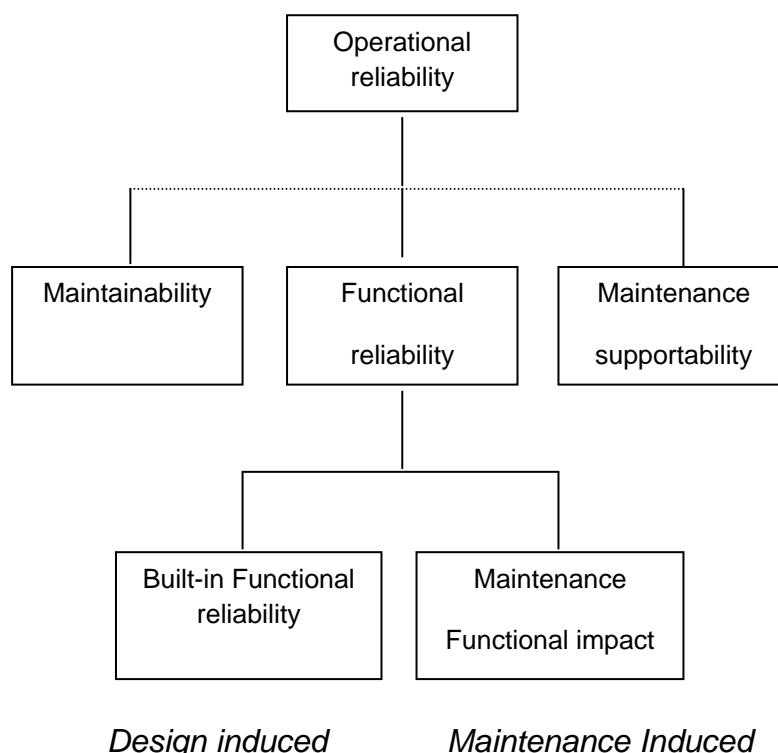 Operational
reliability
Maintainability
Functional
reliability
Maintenance
supportability
Built-in Functional
reliability
Maintenance
Functional impact
Design induced
Maintenance Induced